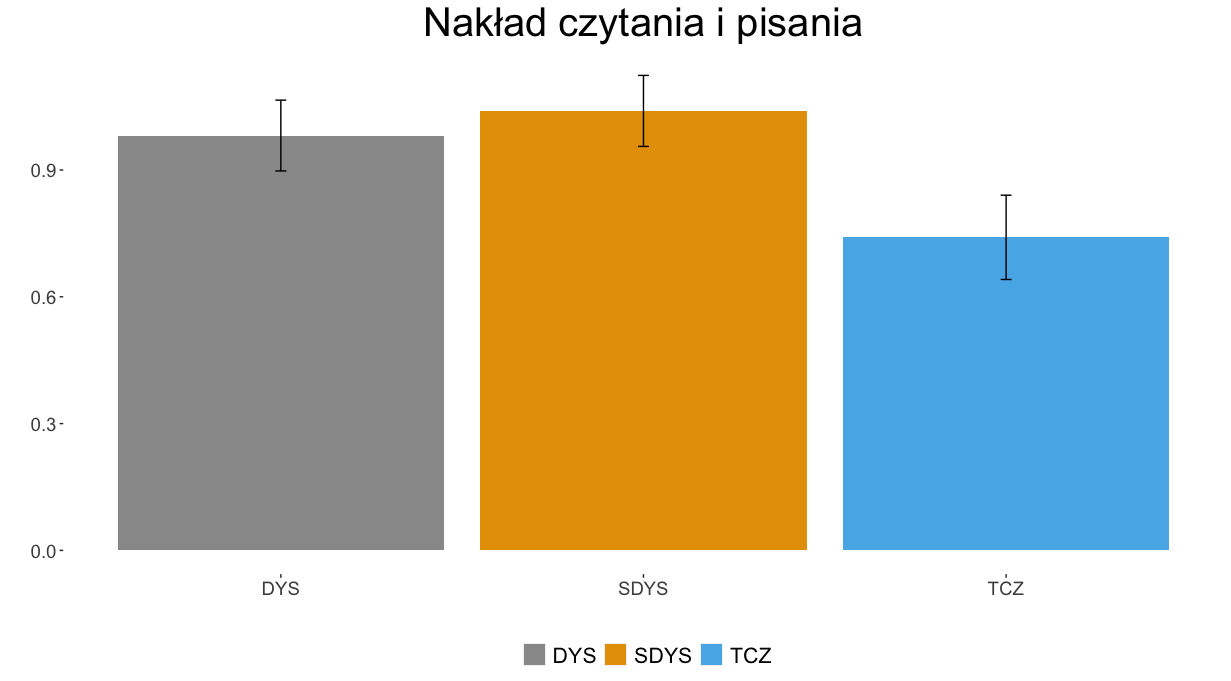 Nakład czytania i pisania
0.9
0.6
0.3
0.0
DYS SDYS TCZ
DYS SDYS TCZ